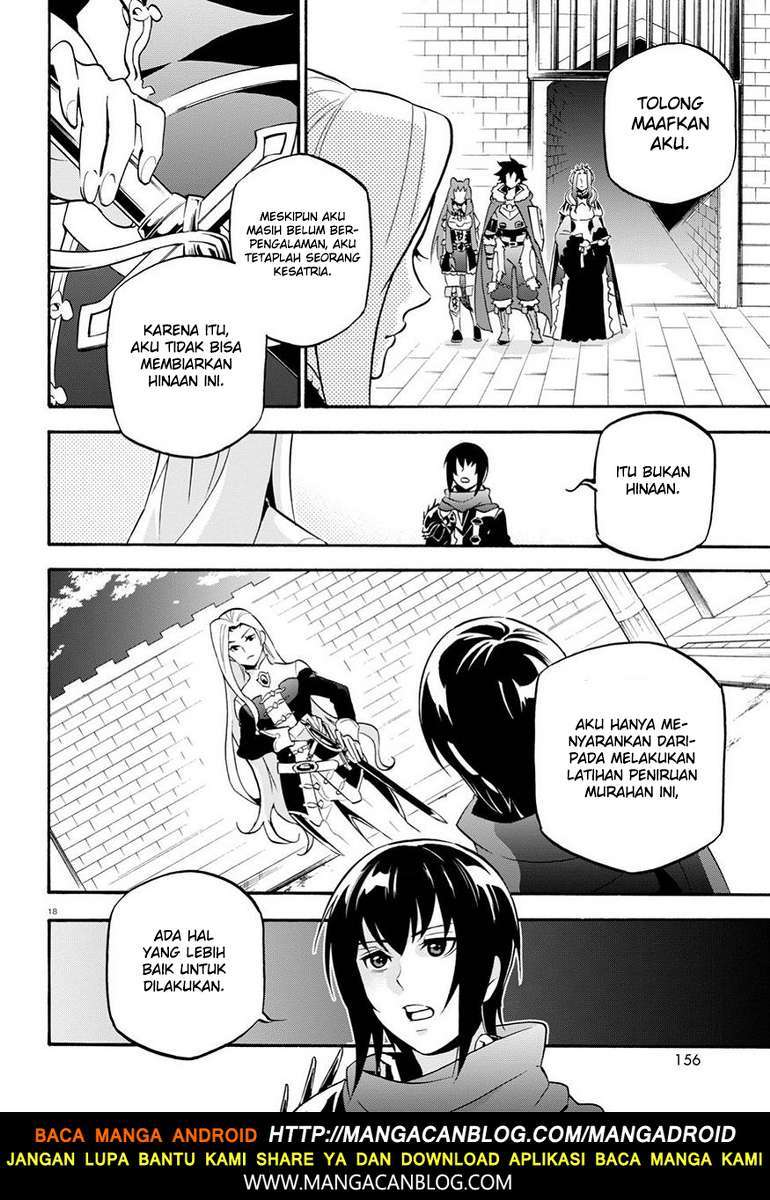 TOLONG
MAAFKAN
AKU.
MESKIPUN AKU
MASIH BELUM BER-
PENGALAMAN, AKU
TETAPLAH SEORANG
KESATRIA.
KARENA ITU,
AKU TIDAK BISA
MEMBIARKAN
HINAAN INI.
ITU BUKAN
HINAAN.
AKU HANYA ME-
NYARANKAN DARI-
PADA MELAKUKAN
LATIHAN PENIRUAN
MURAHAN INI,
18
ADA HAL
YANG LEBIH
BAIK UNTUK
DILAKUKAN.
156
BACA MANGA ANDROID HTTP://MANGACANBLOG.COM/MANGADROID
JANGAN LUPA BANTU KAMI SHARE YA DAN DOWNLOAD APLIKASI BACA MANGA KAMI
WWW.MANGACANBLOG.COM